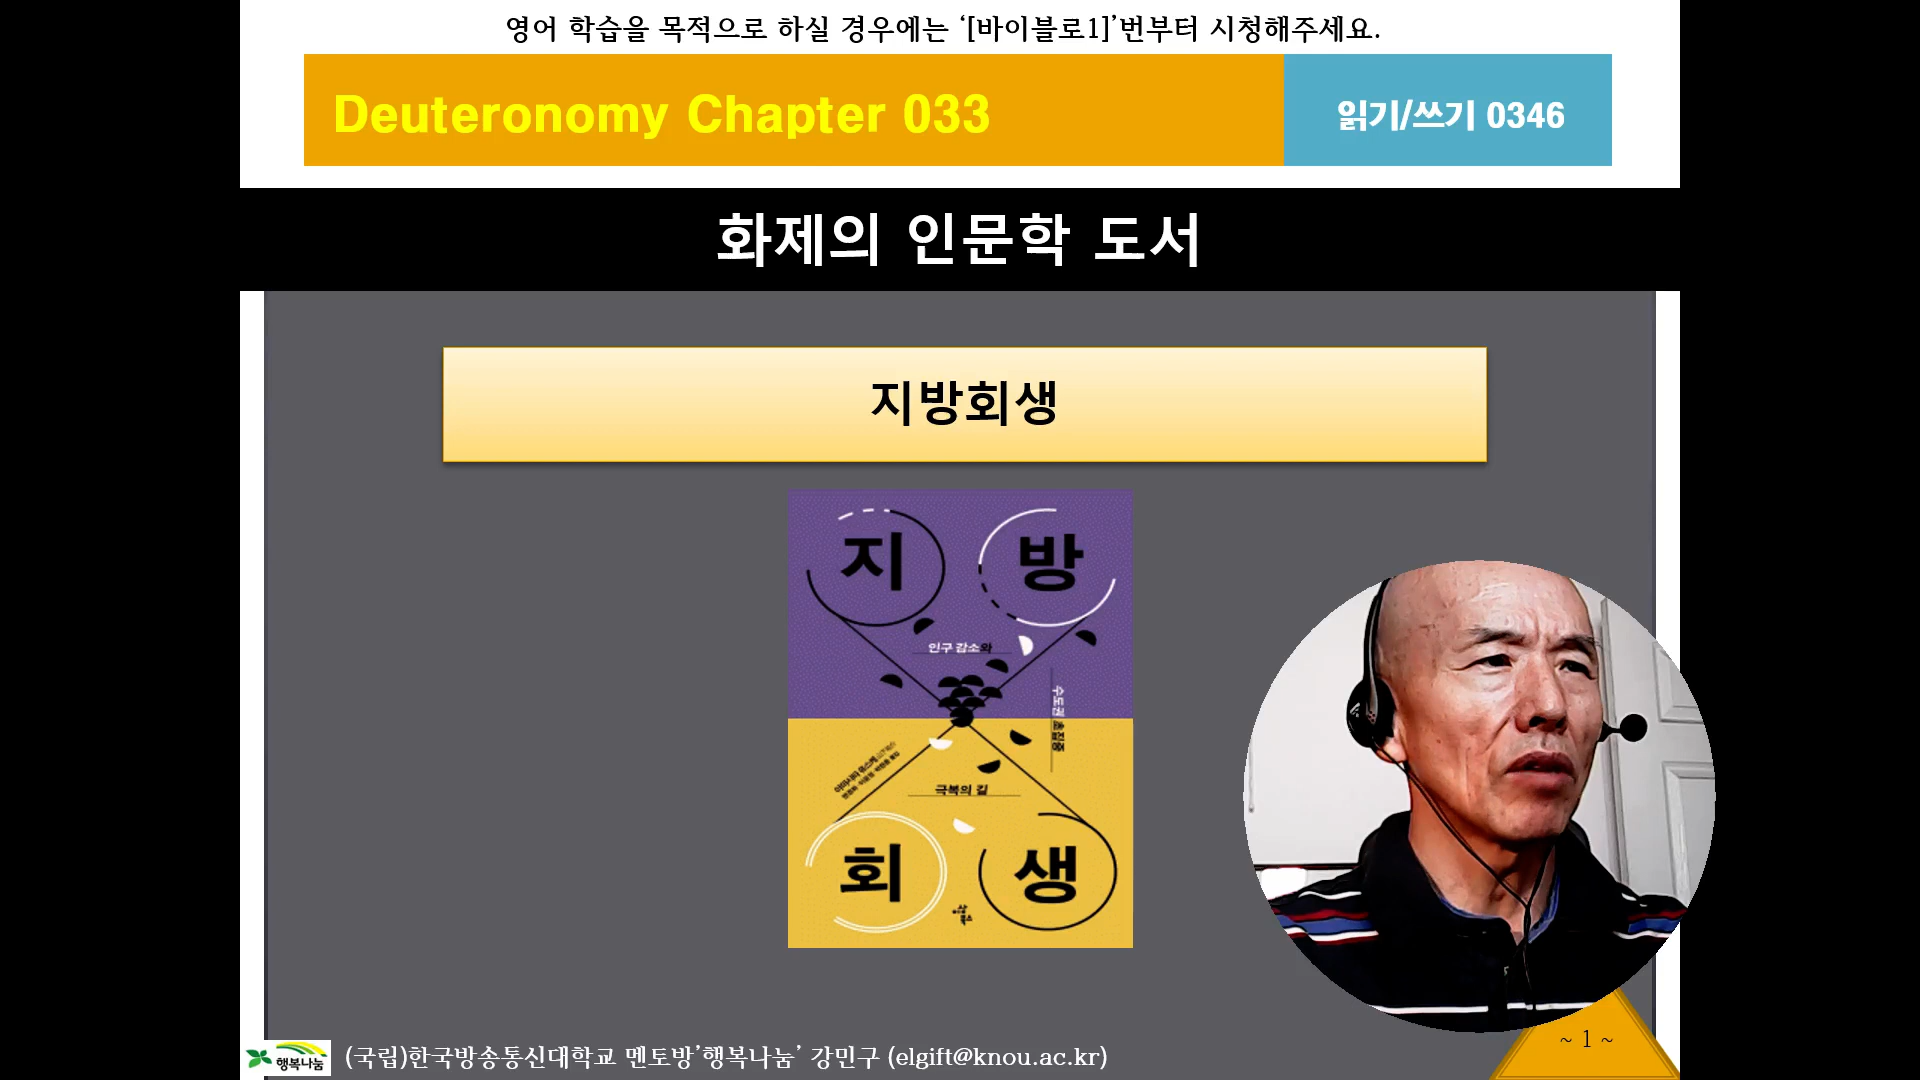 영어 학습을 목적으로 하실 경우에는 ‘[바이블로1]’번부터 시청해주세요.
Deuteronomy Chapter 033
읽기/쓰기 0346
화제의 인문학 도서
지방회생
지 방
인구 감소와
수도권 초집중
극복의 길
회 생
이상북스
행복나눔
(국립)한국방송통신대학교 멘토방’행복나눔’ 강민구 (elgift@knou.ac.kr)
~ 1 ~